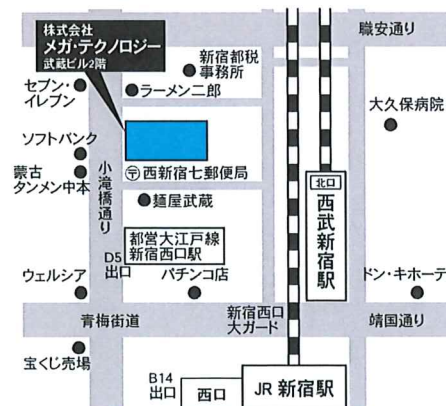 株式会社
メガ・テクノロジー
武蔵ビル2階
職安通り
新宿都税
事務所
セブン・
イレブン
ラーメン二郎
大久保病院
ソフトバンク
〒西新宿七郵便局
蒙古
タンメン中本
小滝橋通り
北口
西武新宿駅
麺屋武蔵
都営大江戸線
新宿西口駅
D5
出口
ウェルシア
パチンコ店
ドン・キホーテ
新宿西口
大ガード
青梅街道
靖国通り
宝くじ売場
B14
出口
西口
JR 新宿駅